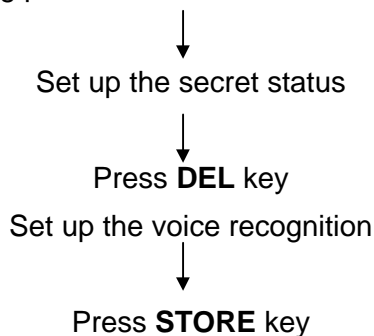 Set up the secret status
Press DEL key
Set up the voice recognition
Press STORE key